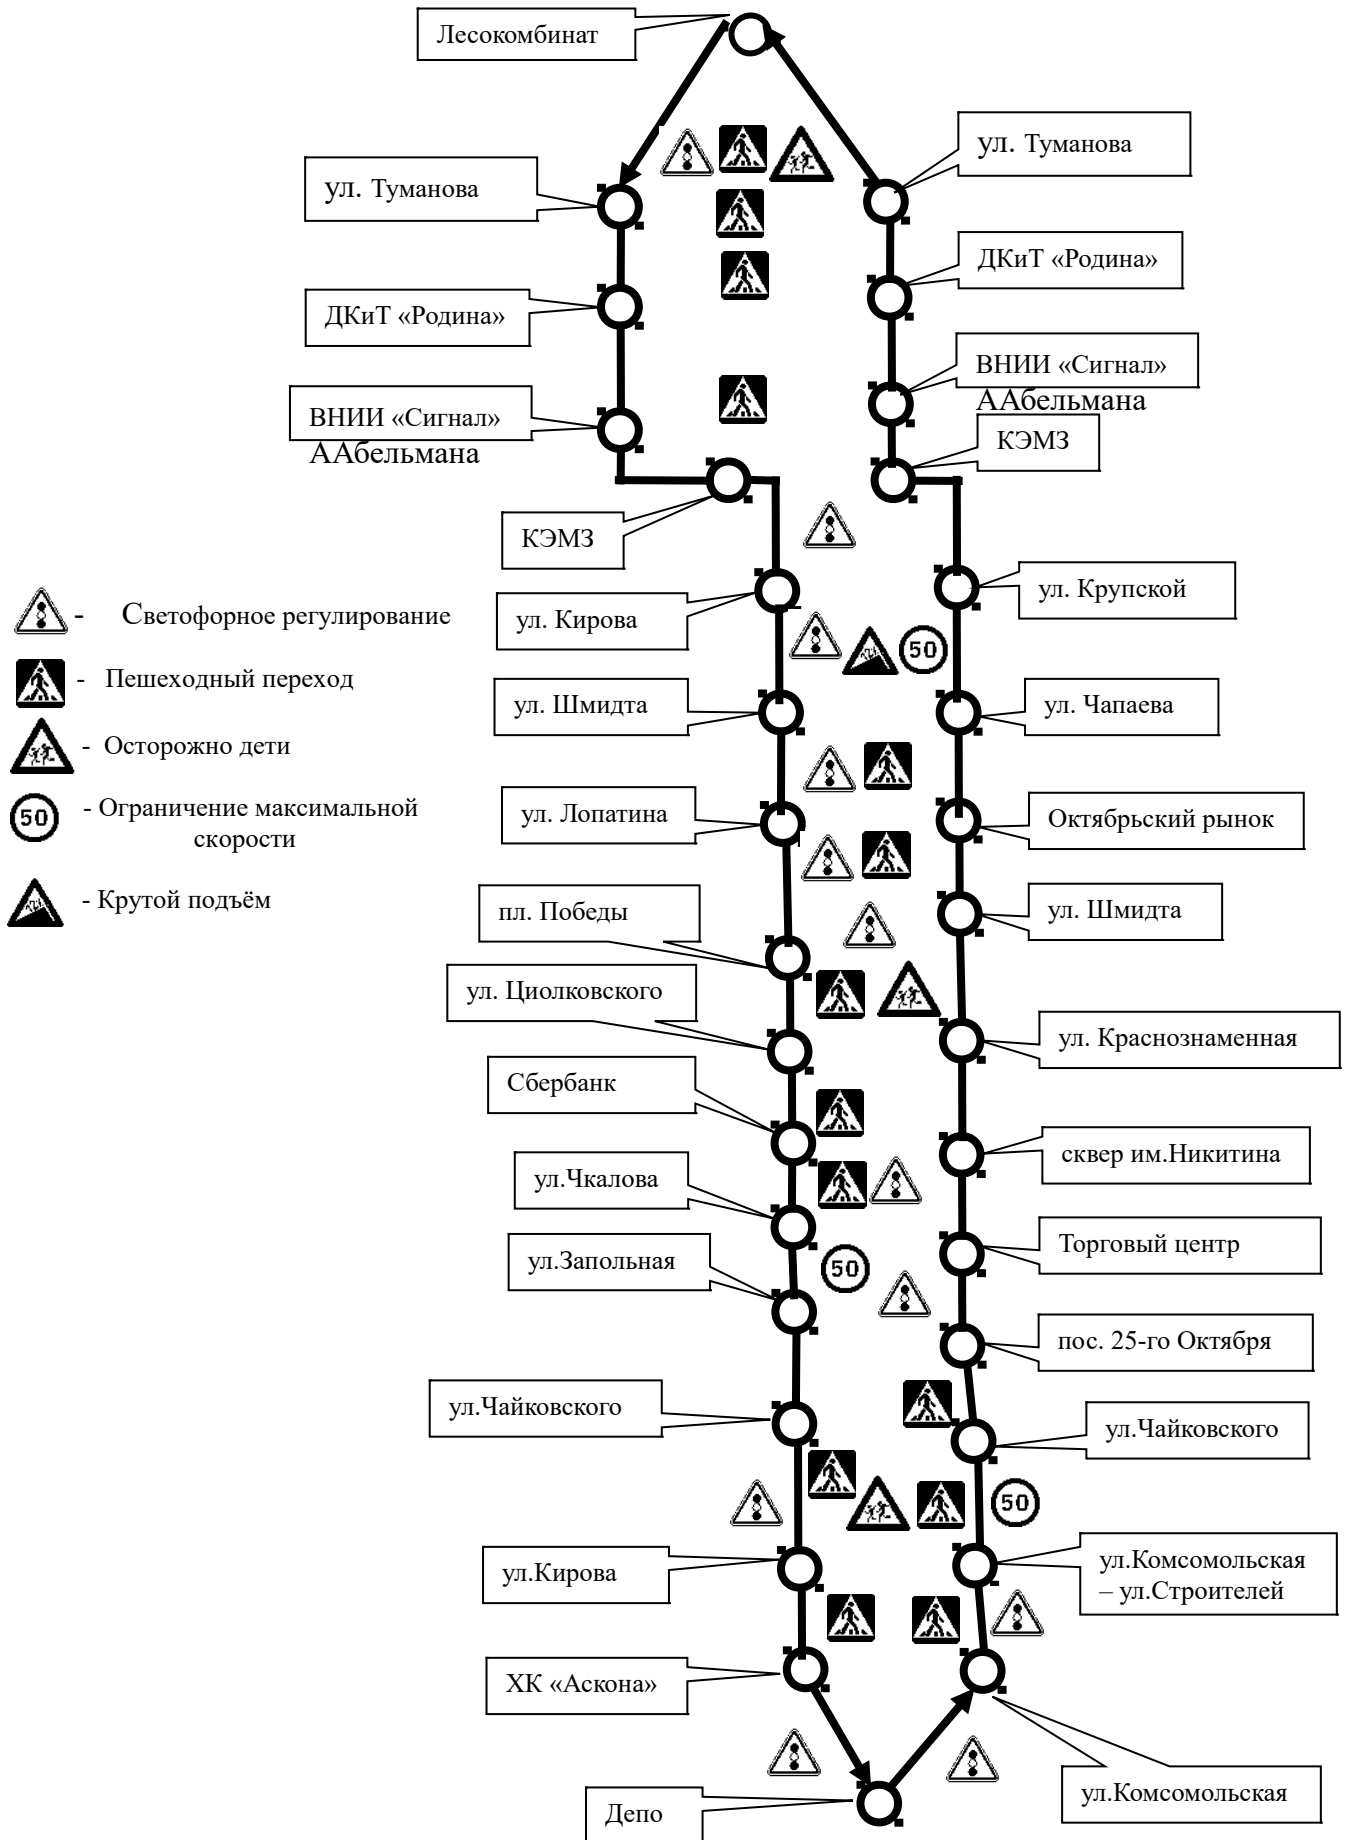 Лесокомбинат
ул. Туманова
ул. Туманова
ДКиТ «Родина»
ДКиТ «Родина»
ВНИИ «Сигнал»
ААбельмана
ВНИИ «Сигнал»
ААбельмана
КЭМЗ
КЭМЗ
ул. Крупской
ул. Кирова
50
- Светофорное регулирование
- Пешеходный переход
- Осторожно дети
50
- Ограничение максимальной
скорости
- Крутой подъём
ул. Шмидта
ул. Чапаева
ул. Лопатина
Октябрьский рынок
пл. Победы
ул. Шмидта
ул. Циолковского
ул. Краснознаменная
Сбербанк
сквер им.Никитина
ул.Чкалова
Торговый центр
ул.Запольная
50
пос. 25-го Октября
ул.Чайковского
ул.Чайковского
50
ул.Кирова
ул.Комсомольская
– ул.Строителей
ХК «Аскона»
ул.Комсомольская
Депо